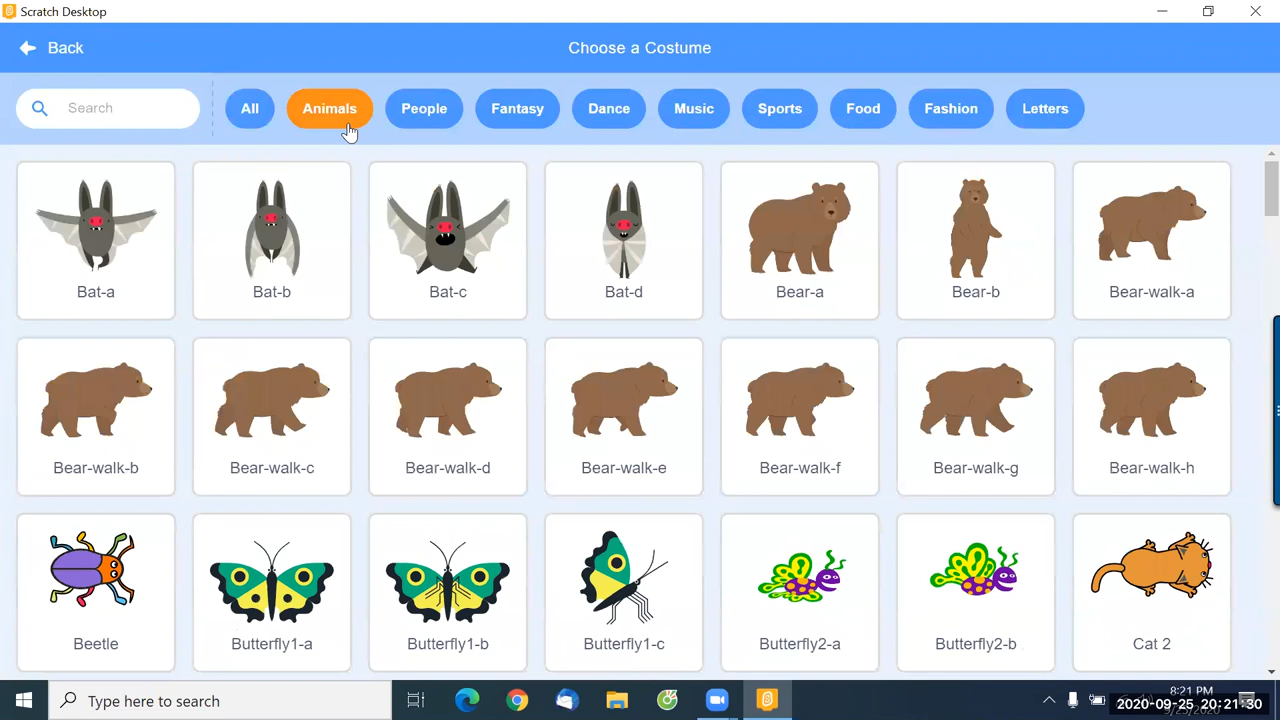 Scratch Desktop
Back
Choose a Costume
Search
All
Animals
People
Fantasy
Dance
Music
Sports
Food
Fashion
Letters
Bat-a
Bat-b
Bat-c
Bat-d
Bear-a
Bear-b
Bear-walk-a
Bear-walk-b
Bear-walk-c
Bear-walk-d
Bear-walk-e
Bear-walk-f
Bear-walk-g
Bear-walk-h
Beetle
Butterfly1-a
Butterfly1-b
Butterfly1-c
Butterfly2-a
Butterfly2-b
Cat 2
Type here to search
8:21 PM
2020-09-25 20:21:30